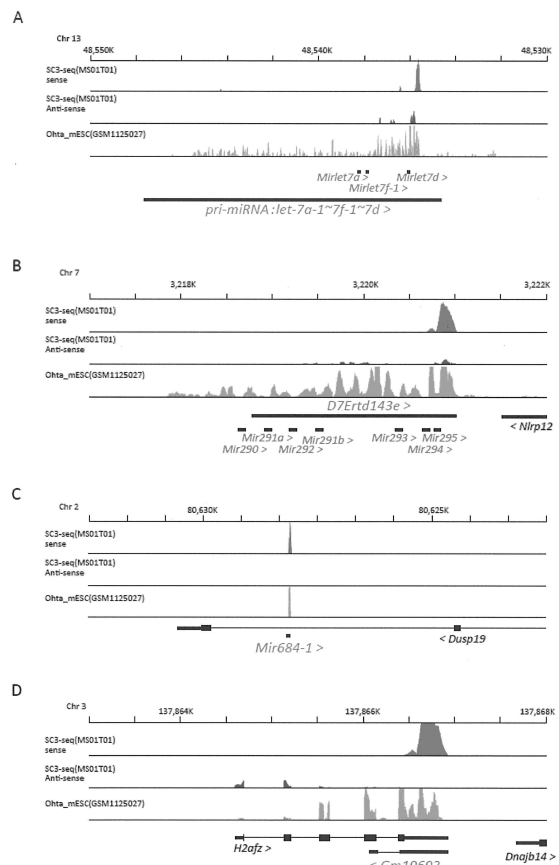 A
Chr 13
48,550K 48,540K 48,530K
SC3-seq(MS01T01)
sense
SC3-seq(MS01T01)
Anti-sense
Ohta_mESC(GSM1125027)
Mirlet7a > Mirlet7d >
Mirlet7f-1 >
pri-miRNA:let-7a-1~7f-1~7d >
B
Chr 7
3,218K 3,220K 3,222K
SC3-seq(MS01T01)
sense
SC3-seq(MS01T01)
Anti-sense
Ohta_mESC(GSM1125027)
D7Ertd143e >
< Nlrp12
Mir291a > Mir291b > Mir293 > Mir295 >
Mir290 > Mir292 > Mir294 >
C
Chr 2
80,630K 80,625K
SC3-seq(MS01T01)
sense
SC3-seq(MS01T01)
Anti-sense
Ohta_mESC(GSM1125027)
Mir684-1 > < Dusp19
D
Chr 3
137,864K 137,866K 137,868K
SC3-seq(MS01T01)
sense
SC3-seq(MS01T01)
Anti-sense
Ohta_mESC(GSM1125027)
H2afz > Dnajb14 >